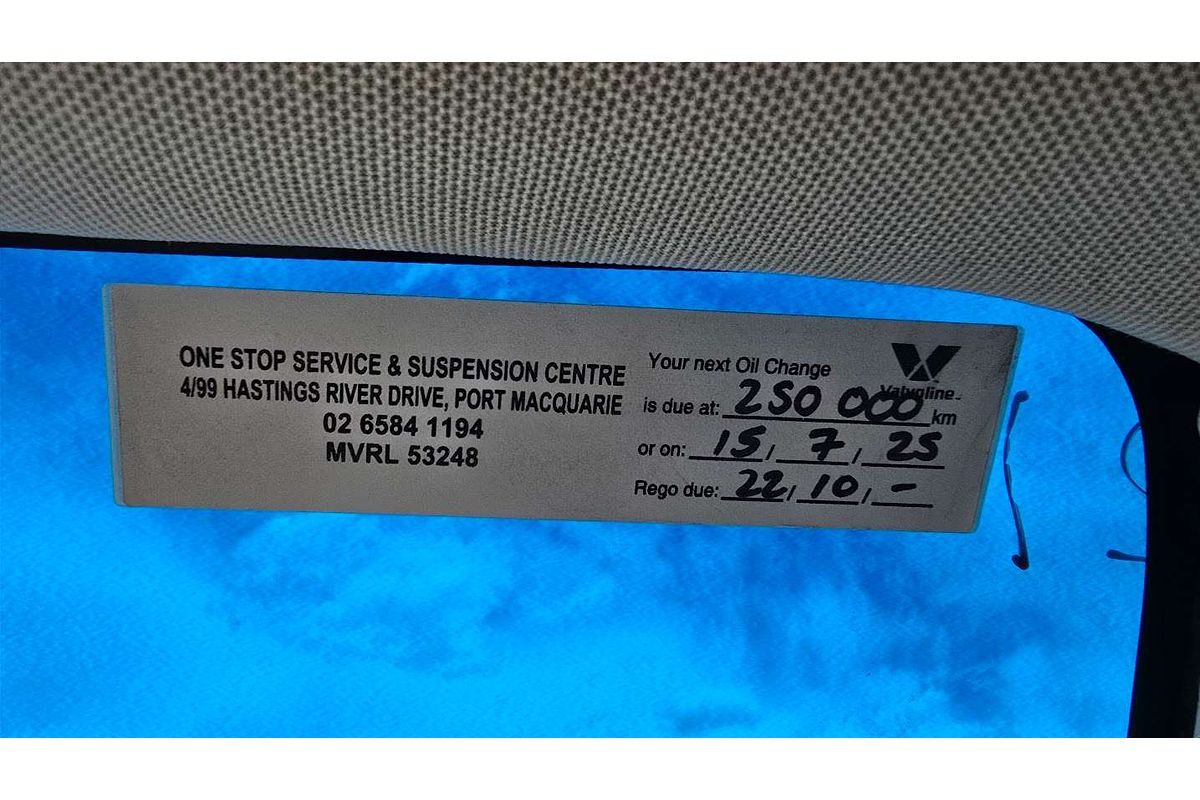 ONE STOP SERVICE & SUSPENSION CENTRE
4/99 HASTINGS RIVER DRIVE, PORT MACQUARIE
02 6584 1194
MVRL 53248
Valvoline™
Your next Oil Change
is due at: 250 000 km
or on: 15 / 7 / 25
Rego due: 22 / 10 / -